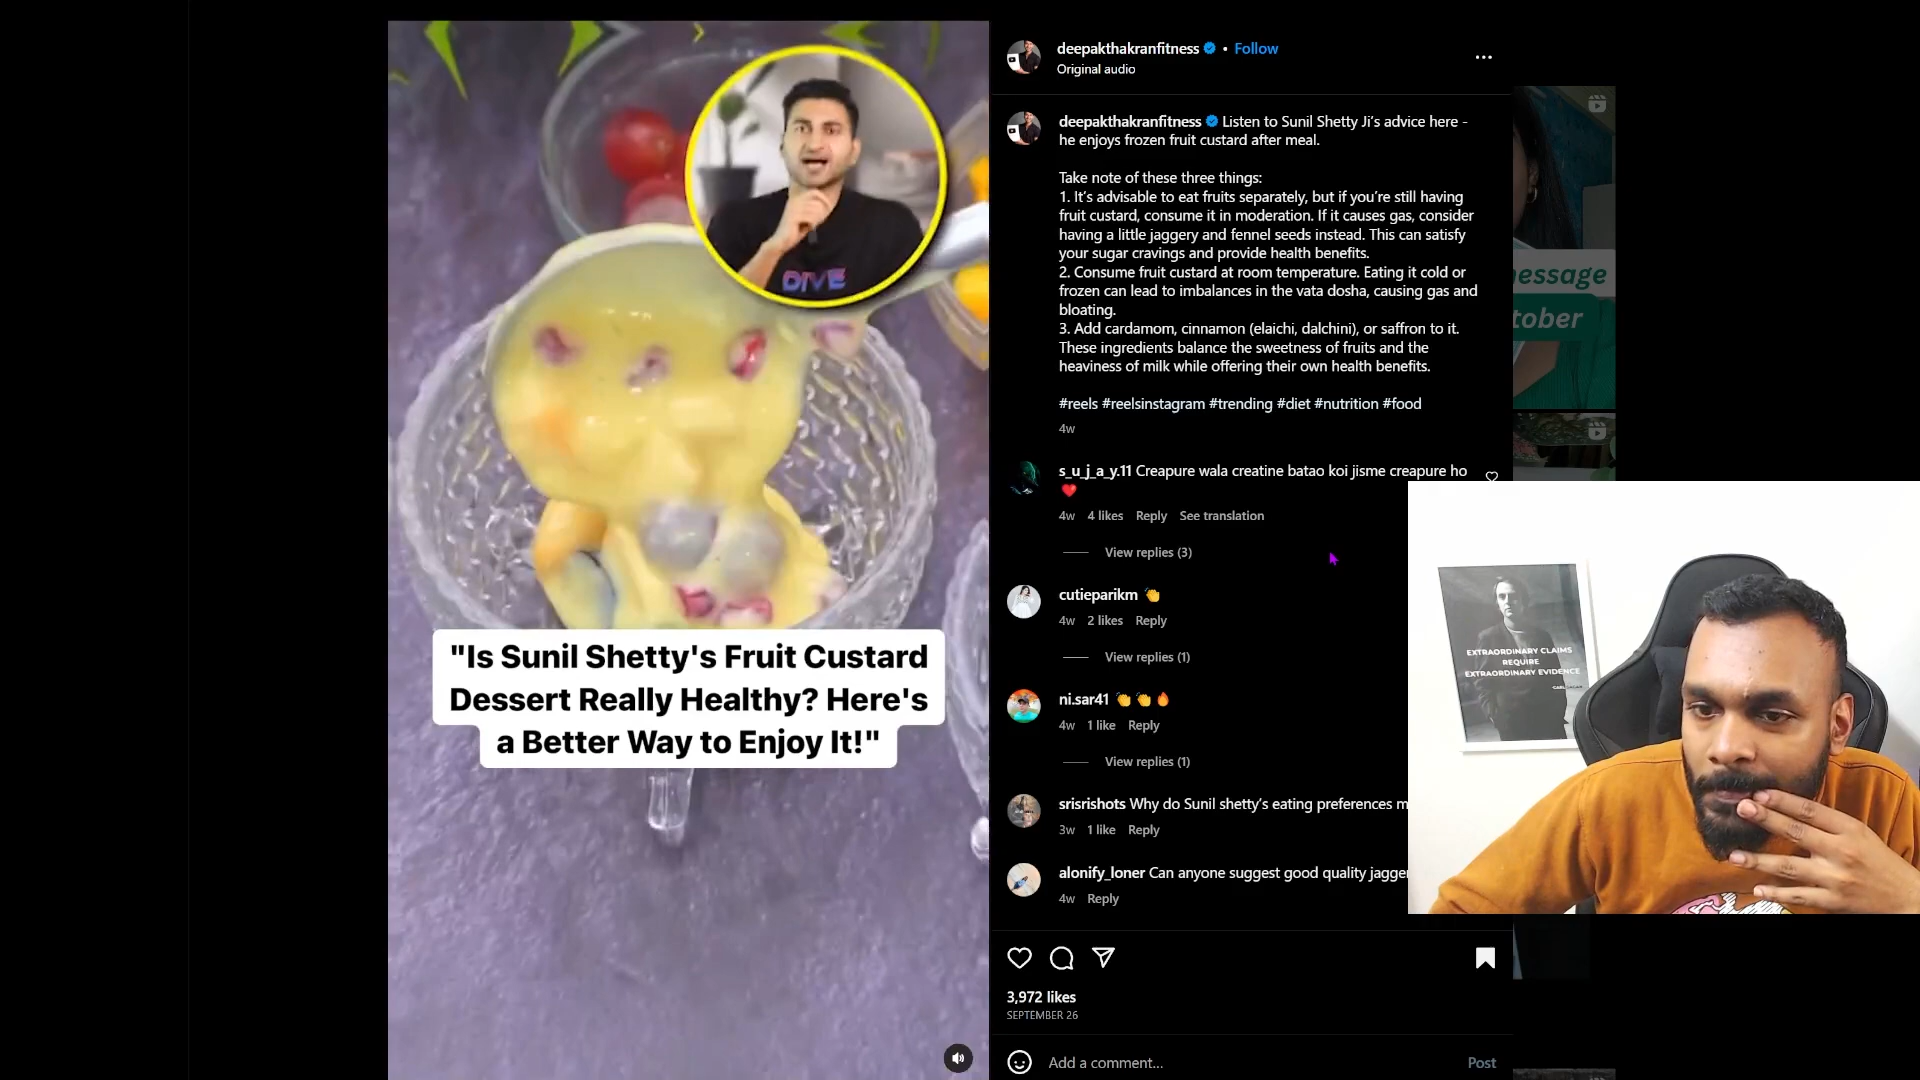 DIVE
"Is Sunil Shetty's Fruit Custard
Dessert Really Healthy? Here's
a Better Way to Enjoy It!"
deepakthakranfitness • Follow
Original audio
deepakthakranfitness Listen to Sunil Shetty Ji's advice here -
he enjoys frozen fruit custard after meal.
Take note of these three things:
1. It's advisable to eat fruits separately, but if you're still having
fruit custard, consume it in moderation. If it causes gas, consider
having a little jaggery and fennel seeds instead. This can satisfy
your sugar cravings and provide health benefits.
2. Consume fruit custard at room temperature. Eating it cold or
frozen can lead to imbalances in the vata dosha, causing gas and
bloating.
3. Add cardamom, cinnamon (elaichi, dalchini), or saffron to it.
These ingredients balance the sweetness of fruits and the
heaviness of milk while offering their own health benefits.
#reels #reelsinstagram #trending #diet #nutrition #food
4w
s_u_j_a_y.11 Creapure wala creatine batao koi jisme creapure ho
❤️
4w 4 likes Reply See translation
View replies (3)
cutieparikm 👏
4w 2 likes Reply
View replies (1)
ni.sar41 👏👏🔥
4w 1 like Reply
View replies (1)
srisrishots Why do Sunil shetty's eating preferences m
3w 1 like Reply
alonify_loner Can anyone suggest good quality jagge
4w Reply
3,972 likes
SEPTEMBER 26
Add a comment...
Post
essage
tober
EXTRAORDINARY CLAIMS
REQUIRE
EXTRAORDINARY EVIDENCE